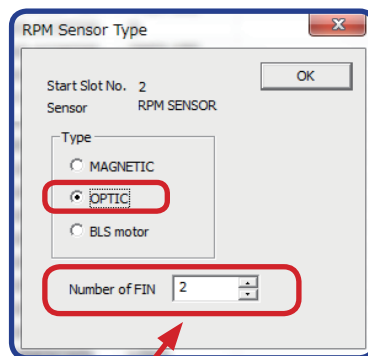 RPM Sensor Type
OK
Start Slot No. 2
Sensor RPM SENSOR
Type
MAGNETIC
OPTIC
BLS motor
Number of FIN 2